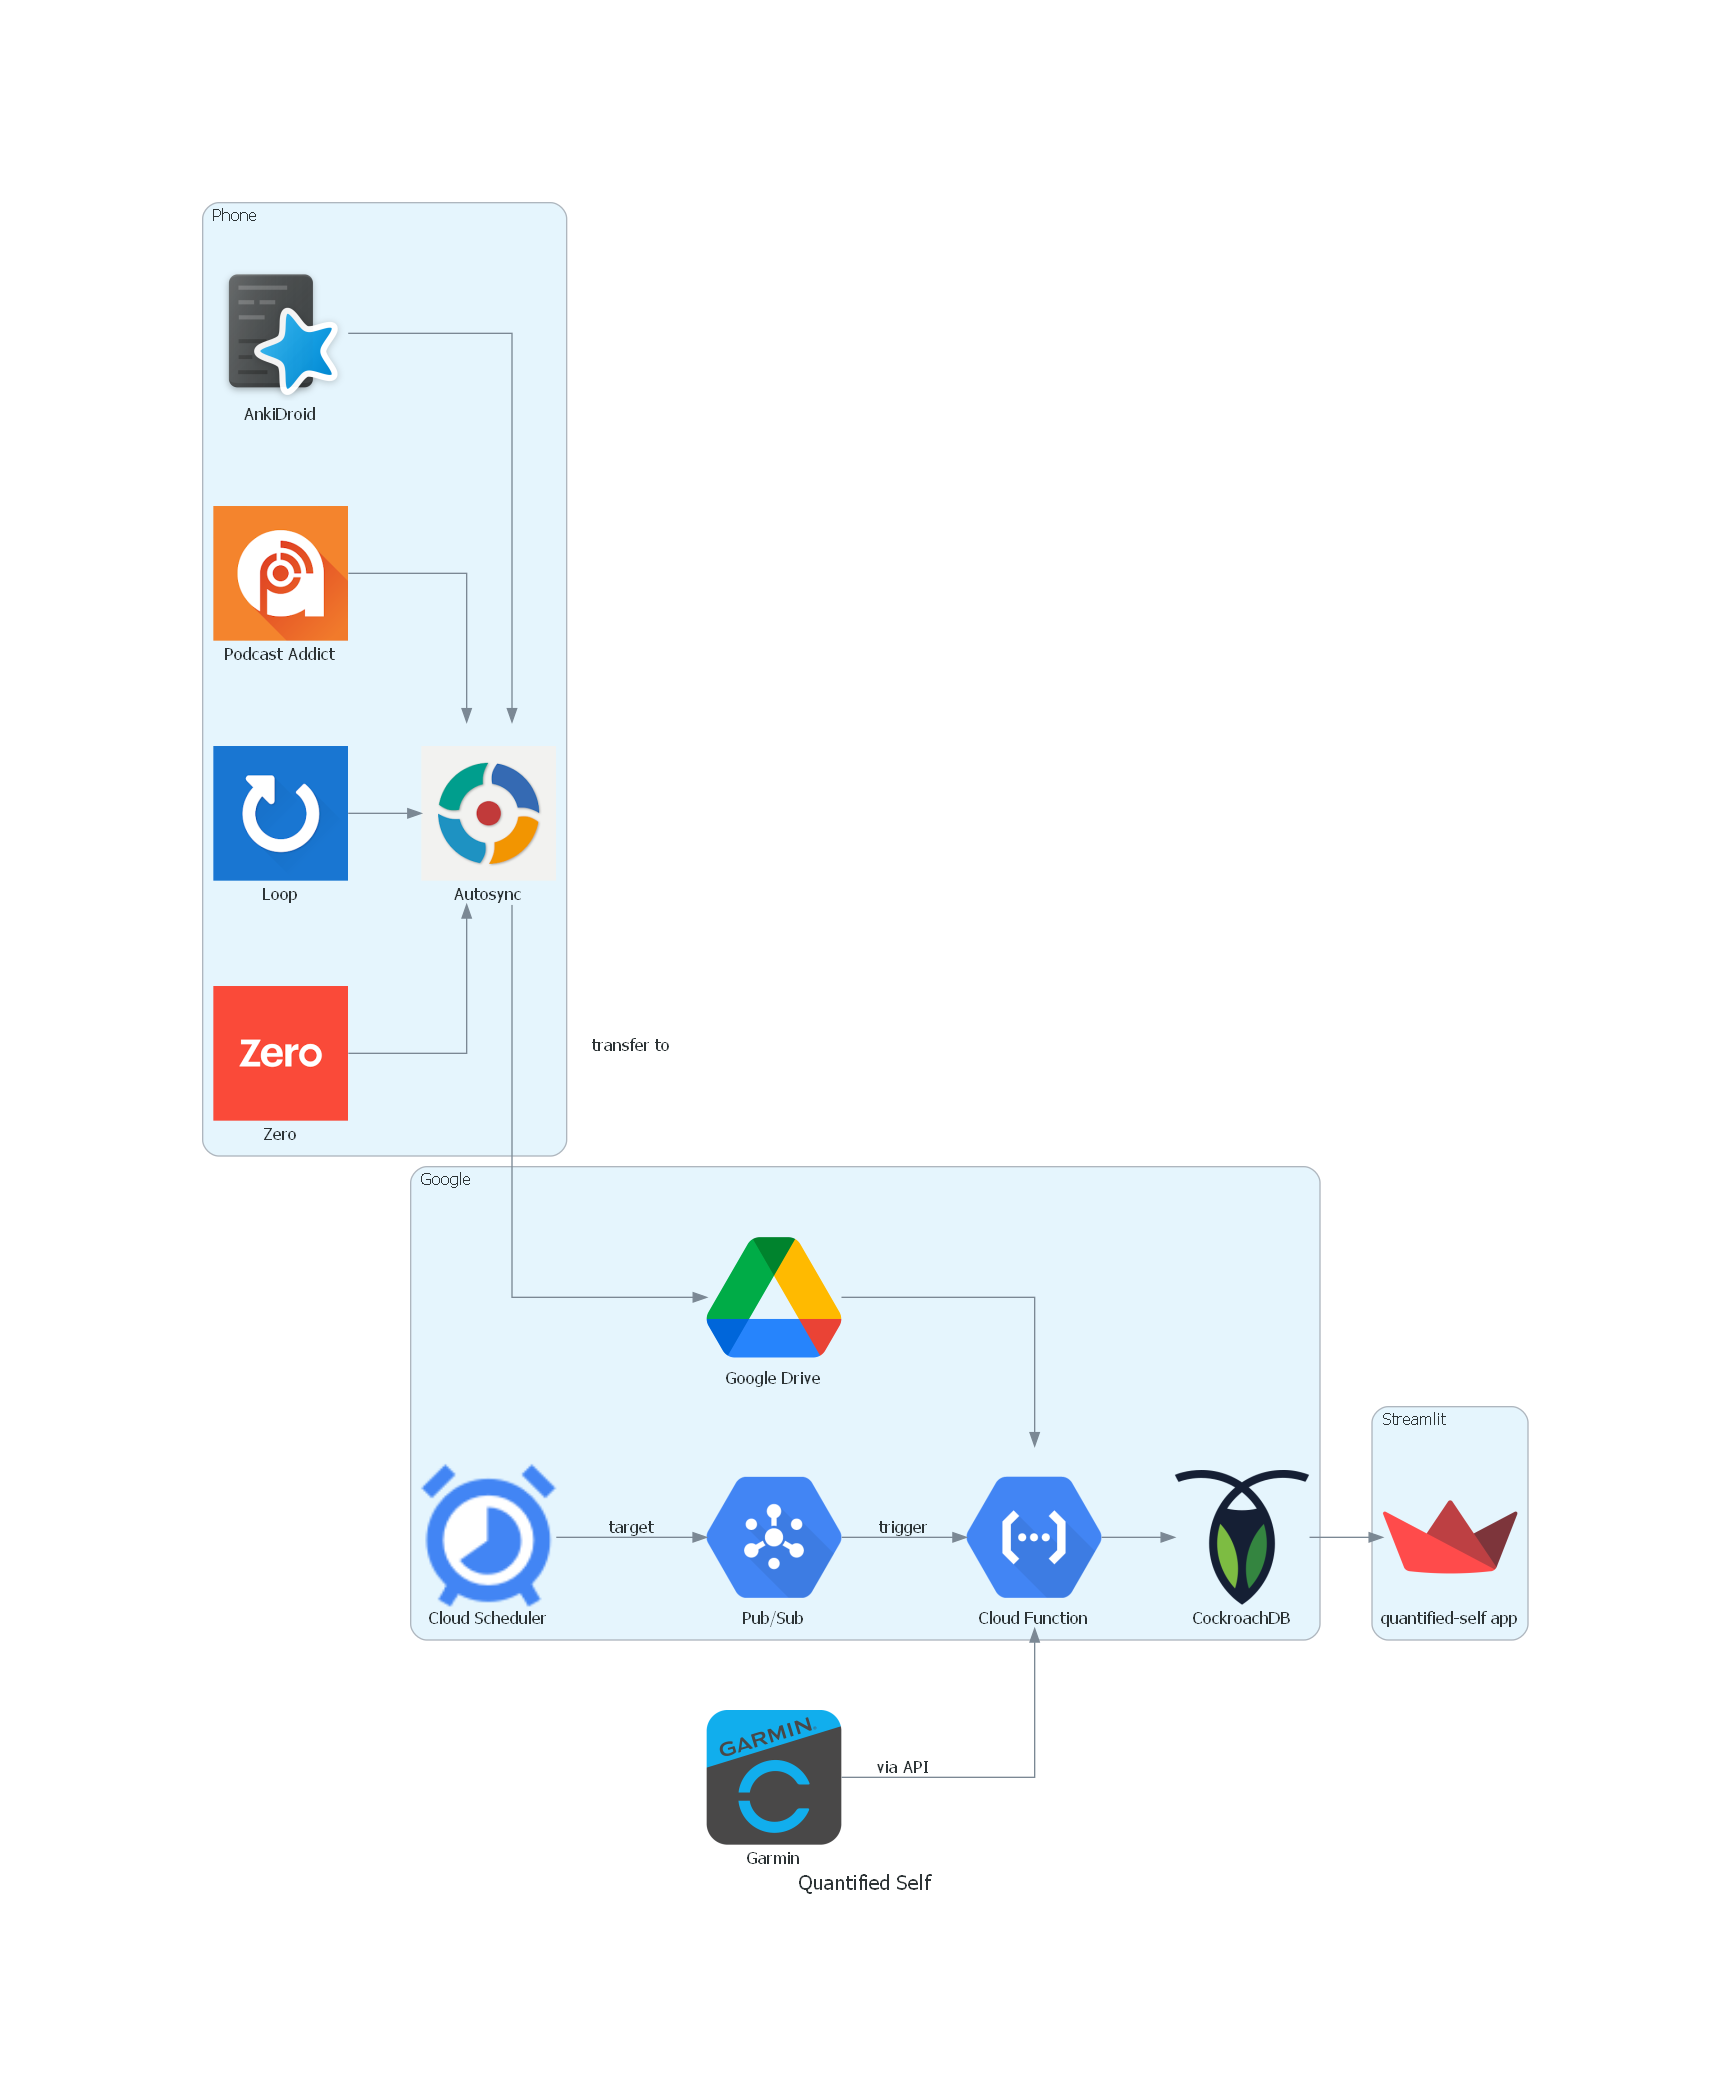 Phone
AnkiDroid
Podcast Addict
Loop
Autosync
Zero
Zero
transfer to
Google
Google Drive
Streamlit
target
trigger
Cloud Scheduler
Pub/Sub
Cloud Function
CockroachDB
quantified-self app
GARMIN
via API
Garmin
Quantified Self